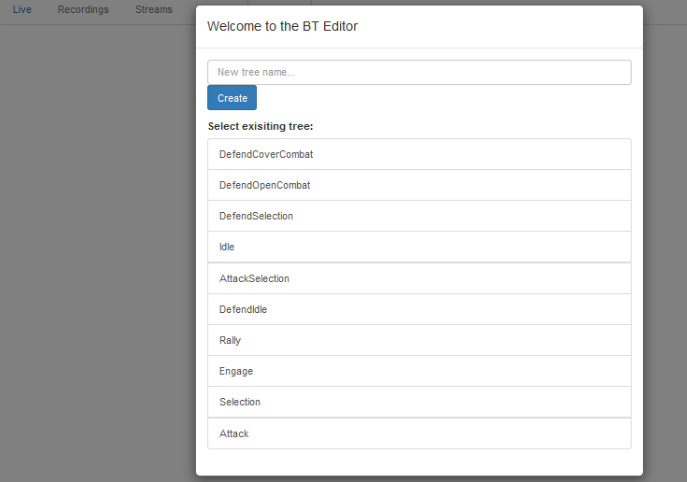 Live Recordings Streams
Welcome to the BT Editor
New tree name...
Create
Select exisiting tree:
DefendCoverCombat
DefendOpenCombat
DefendSelection
Idle
AttackSelection
DefendIdle
Rally
Engage
Selection
Attack